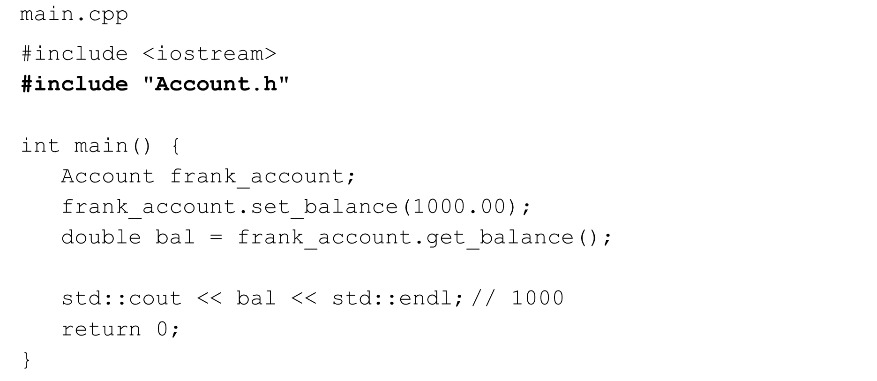 main.cpp
#include <iostream>
#include "Account.h"
int main() {
Account frank_account;
frank_account.set_balance(1000.00);
double bal = frank_account.get_balance();
std::cout << bal << std::endl; // 1000
return 0;
}